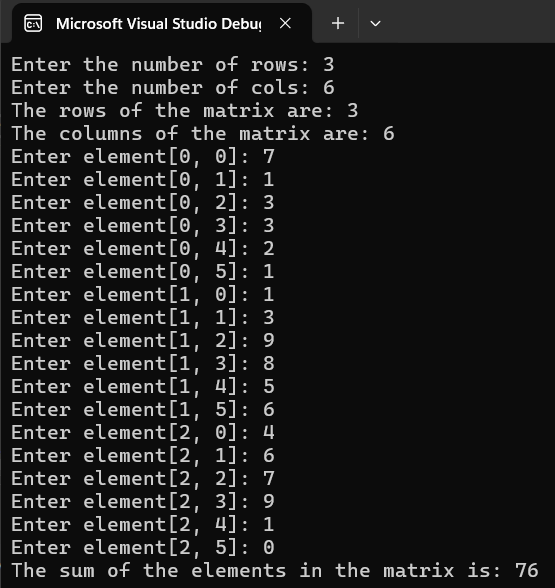 Microsoft Visual Studio Debug
Enter the number of rows: 3
Enter the number of cols: 6
The rows of the matrix are: 3
The columns of the matrix are: 6
Enter element[0, 0]: 7
Enter element[0, 1]: 1
Enter element[0, 2]: 3
Enter element[0, 3]: 3
Enter element[0, 4]: 2
Enter element[0, 5]: 1
Enter element[1, 0]: 1
Enter element[1, 1]: 3
Enter element[1, 2]: 9
Enter element[1, 3]: 8
Enter element[1, 4]: 5
Enter element[1, 5]: 6
Enter element[2, 0]: 4
Enter element[2, 1]: 6
Enter element[2, 2]: 7
Enter element[2, 3]: 9
Enter element[2, 4]: 1
Enter element[2, 5]: 0
The sum of the elements in the matrix is: 76